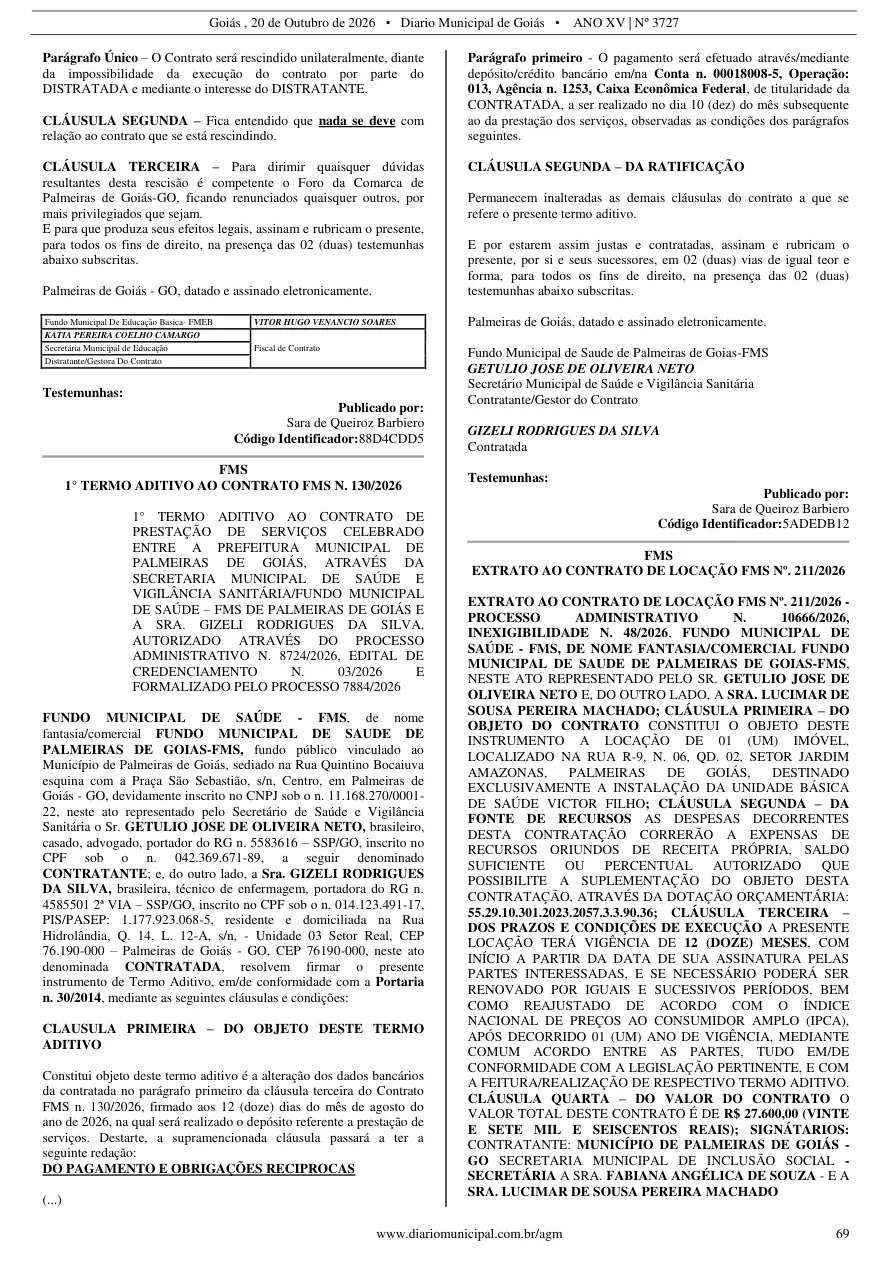 Goiás , 20 de Outubro de 2026 • Diario Municipal de Goiás • ANO XV | Nº 3727
Parágrafo Único – O Contrato será rescindido unilateralmente, diante
da impossibilidade da execução do contrato por parte do
DISTRATADA e mediante o interesse do DISTRATANTE.
CLÁUSULA SEGUNDA – Fica entendido que nada se deve com
relação ao contrato que se está rescindindo.
CLÁUSULA TERCEIRA – Para dirimir quaisquer dúvidas
resultantes desta rescisão é competente o Foro da Comarca de
Palmeiras de Goiás-GO, ficando renunciados quaisquer outros, por
mais privilegiados que sejam.
E para que produza seus efeitos legais, assinam e rubricam o presente,
para todos os fins de direito, na presença das 02 (duas) testemunhas
abaixo subscritas.
Palmeiras de Goiás - GO, datado e assinado eletronicamente.
Fundo Municipal De Educação Basica- FMEB
VITOR HUGO VENANCIO SOARES
KATIA PEREIRA COELHO CAMARGO
Secretária Municipal de Educação
Fiscal de Contrato
Distratante/Gestora Do Contrato
Testemunhas:
Publicado por:
Sara de Queiroz Barbiero
Código Identificador:88D4CDD5
FMS
1° TERMO ADITIVO AO CONTRATO FMS N. 130/2026
1° TERMO ADITIVO AO CONTRATO DE
PRESTAÇÃO DE SERVIÇOS CELEBRADO
ENTRE A PREFEITURA MUNICIPAL DE
PALMEIRAS DE GOIÁS, ATRAVÉS DA
SECRETARIA MUNICIPAL DE SAÚDE E
VIGILÂNCIA SANITÁRIA/FUNDO MUNICIPAL
DE SAÚDE – FMS DE PALMEIRAS DE GOIÁS E
A SRA. GIZELI RODRIGUES DA SILVA,
AUTORIZADO ATRAVÉS DO PROCESSO
ADMINISTRATIVO N. 8724/2026, EDITAL DE
CREDENCIAMENTO N. 03/2026 E
FORMALIZADO PELO PROCESSO 7884/2026
FUNDO MUNICIPAL DE SAÚDE - FMS, de nome
fantasia/comercial FUNDO MUNICIPAL DE SAUDE DE
PALMEIRAS DE GOIAS-FMS, fundo público vinculado ao
Município de Palmeiras de Goiás, sediado na Rua Quintino Bocaiuva
esquina com a Praça São Sebastião, s/n, Centro, em Palmeiras de
Goiás - GO, devidamente inscrito no CNPJ sob o n. 11.168.270/0001-
22, neste ato representado pelo Secretário de Saúde e Vigilância
Sanitária o Sr. GETULIO JOSE DE OLIVEIRA NETO, brasileiro,
casado, advogado, portador do RG n. 5583616 – SSP/GO, inscrito no
CPF sob o n. 042.369.671-89, a seguir denominado
CONTRATANTE; e, do outro lado, a Sra. GIZELI RODRIGUES
DA SILVA, brasileira, técnico de enfermagem, portadora do RG n.
4585501 2ª VIA – SSP/GO, inscrito no CPF sob o n. 014.123.491-17,
PIS/PASEP: 1.177.923.068-5, residente e domiciliada na Rua
Hidrolândia, Q. 14, L. 12-A, s/n, - Unidade 03 Setor Real, CEP
76.190-000 – Palmeiras de Goiás - GO, CEP 76190-000, neste ato
denominada CONTRATADA, resolvem firmar o presente
instrumento de Termo Aditivo, em/de conformidade com a Portaria
n. 30/2014, mediante as seguintes cláusulas e condições:
CLAUSULA PRIMEIRA – DO OBJETO DESTE TERMO
ADITIVO
Constitui objeto deste termo aditivo é a alteração dos dados bancários
da contratada no parágrafo primeiro da cláusula terceira do Contrato
FMS n. 130/2026, firmado aos 12 (doze) dias do mês de agosto do
ano de 2026, na qual será realizado o depósito referente a prestação de
serviços. Destarte, a supramencionada cláusula passará a ter a
seguinte redação:
DO PAGAMENTO E OBRIGAÇÕES RECIPROCAS
(...)
Parágrafo primeiro - O pagamento será efetuado através/mediante
depósito/crédito bancário em/na Conta n. 00018008-5, Operação:
013, Agência n. 1253, Caixa Econômica Federal, de titularidade da
CONTRATADA, a ser realizado no dia 10 (dez) do mês subsequente
ao da prestação dos serviços, observadas as condições dos parágrafos
seguintes.
CLÁUSULA SEGUNDA – DA RATIFICAÇÃO
Permanecem inalteradas as demais cláusulas do contrato a que se
refere o presente termo aditivo.
E por estarem assim justas e contratadas, assinam e rubricam o
presente, por si e seus sucessores, em 02 (duas) vias de igual teor e
forma, para todos os fins de direito, na presença das 02 (duas)
testemunhas abaixo subscritas.
Palmeiras de Goiás, datado e assinado eletronicamente.
Fundo Municipal de Saude de Palmeiras de Goias-FMS
GETULIO JOSE DE OLIVEIRA NETO
Secretário Municipal de Saúde e Vigilância Sanitária
Contratante/Gestor do Contrato
GIZELI RODRIGUES DA SILVA
Contratada
Testemunhas:
Publicado por:
Sara de Queiroz Barbiero
Código Identificador:5ADEDB12
FMS
EXTRATO AO CONTRATO DE LOCAÇÃO FMS Nº. 211/2026
EXTRATO AO CONTRATO DE LOCAÇÃO FMS Nº. 211/2026 -
PROCESSO ADMINISTRATIVO N. 10666/2026,
INEXIGIBILIDADE N. 48/2026, FUNDO MUNICIPAL DE
SAÚDE - FMS, DE NOME FANTASIA/COMERCIAL FUNDO
MUNICIPAL DE SAUDE DE PALMEIRAS DE GOIAS-FMS,
NESTE ATO REPRESENTADO PELO SR. GETULIO JOSE DE
OLIVEIRA NETO E, DO OUTRO LADO, A SRA. LUCIMAR DE
SOUSA PEREIRA MACHADO; CLÁUSULA PRIMEIRA – DO
OBJETO DO CONTRATO CONSTITUI O OBJETO DESTE
INSTRUMENTO A LOCAÇÃO DE 01 (UM) IMÓVEL,
LOCALIZADO NA RUA R-9, N. 06, QD. 02, SETOR JARDIM
AMAZONAS, PALMEIRAS DE GOIÁS, DESTINADO
EXCLUSIVAMENTE A INSTALAÇÃO DA UNIDADE BÁSICA
DE SAÚDE VICTOR FILHO; CLÁUSULA SEGUNDA – DA
FONTE DE RECURSOS AS DESPESAS DECORRENTES
DESTA CONTRATAÇÃO CORRERÃO A EXPENSAS DE
RECURSOS ORIUNDOS DE RECEITA PRÓPRIA, SALDO
SUFICIENTE OU PERCENTUAL AUTORIZADO QUE
POSSIBILITE A SUPLEMENTAÇÃO DO OBJETO DESTA
CONTRATAÇÃO, ATRAVÉS DA DOTAÇÃO ORÇAMENTÁRIA:
55.29.10.301.2023.2057.3.3.90.36; CLÁUSULA TERCEIRA –
DOS PRAZOS E CONDIÇÕES DE EXECUÇÃO A PRESENTE
LOCAÇÃO TERÁ VIGÊNCIA DE 12 (DOZE) MESES, COM
INÍCIO A PARTIR DA DATA DE SUA ASSINATURA PELAS
PARTES INTERESSADAS, E SE NECESSÁRIO PODERÁ SER
RENOVADO POR IGUAIS E SUCESSIVOS PERÍODOS, BEM
COMO REAJUSTADO DE ACORDO COM O ÍNDICE
NACIONAL DE PREÇOS AO CONSUMIDOR AMPLO (IPCA),
APÓS DECORRIDO 01 (UM) ANO DE VIGÊNCIA, MEDIANTE
COMUM ACORDO ENTRE AS PARTES, TUDO EM/DE
CONFORMIDADE COM A LEGISLAÇÃO PERTINENTE, E COM
A FEITURA/REALIZAÇÃO DE RESPECTIVO TERMO ADITIVO.
CLÁUSULA QUARTA – DO VALOR DO CONTRATO O
VALOR TOTAL DESTE CONTRATO É DE R$ 27.600,00 (VINTE
E SETE MIL E SEISCENTOS REAIS); SIGNÁTARIOS:
CONTRATANTE: MUNICÍPIO DE PALMEIRAS DE GOIÁS -
GO SECRETARIA MUNICIPAL DE INCLUSÃO SOCIAL -
SECRETÁRIA A SRA. FABIANA ANGÉLICA DE SOUZA - E A
SRA. LUCIMAR DE SOUSA PEREIRA MACHADO
www.diariomunicipal.com.br/agm
69